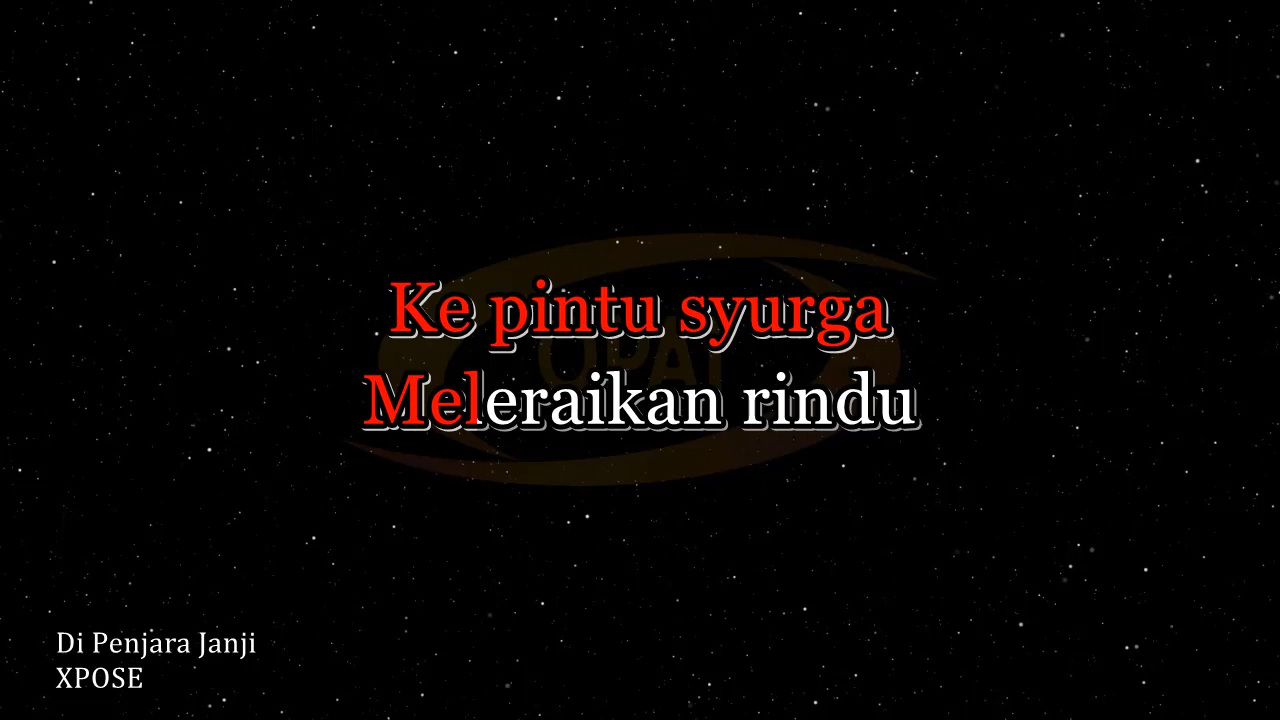 Ke pintu syurga
Meleraikan rindu
Di Penjara Janji
XPOSE